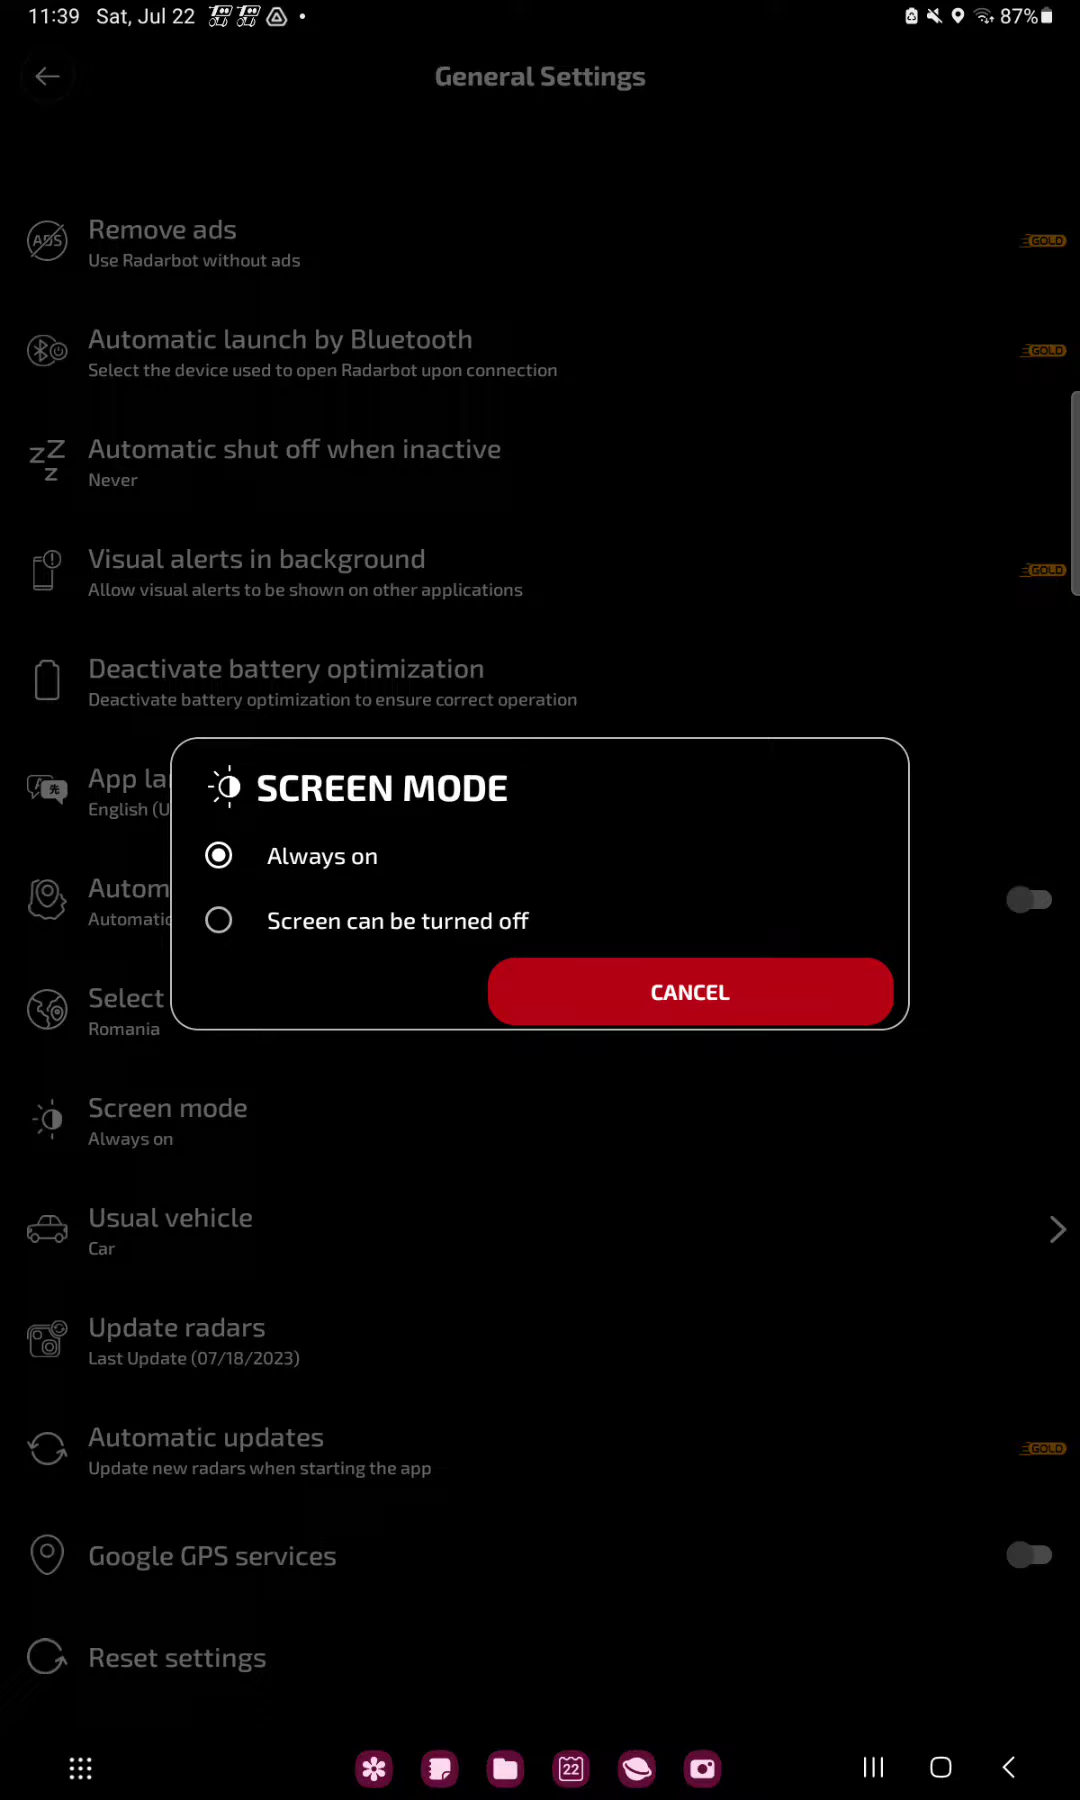 11:39 Sat, Jul 22 87%
General Settings
Remove ads
Use Radarbot without ads
GOLD
Automatic launch by Bluetooth
Select the device used to open Radarbot upon connection
GOLD
Automatic shut off when inactive
Never
Visual alerts in background
Allow visual alerts to be shown on other applications
GOLD
Deactivate battery optimization
Deactivate battery optimization to ensure correct operation
App la
English (U
SCREEN MODE
Always on
Screen can be turned off
CANCEL
Autom
Automatic
Select
Romania
Screen mode
Always on
Usual vehicle
Car
Update radars
Last Update (07/18/2023)
Automatic updates
Update new radars when starting the app
GOLD
Google GPS services
Reset settings
22